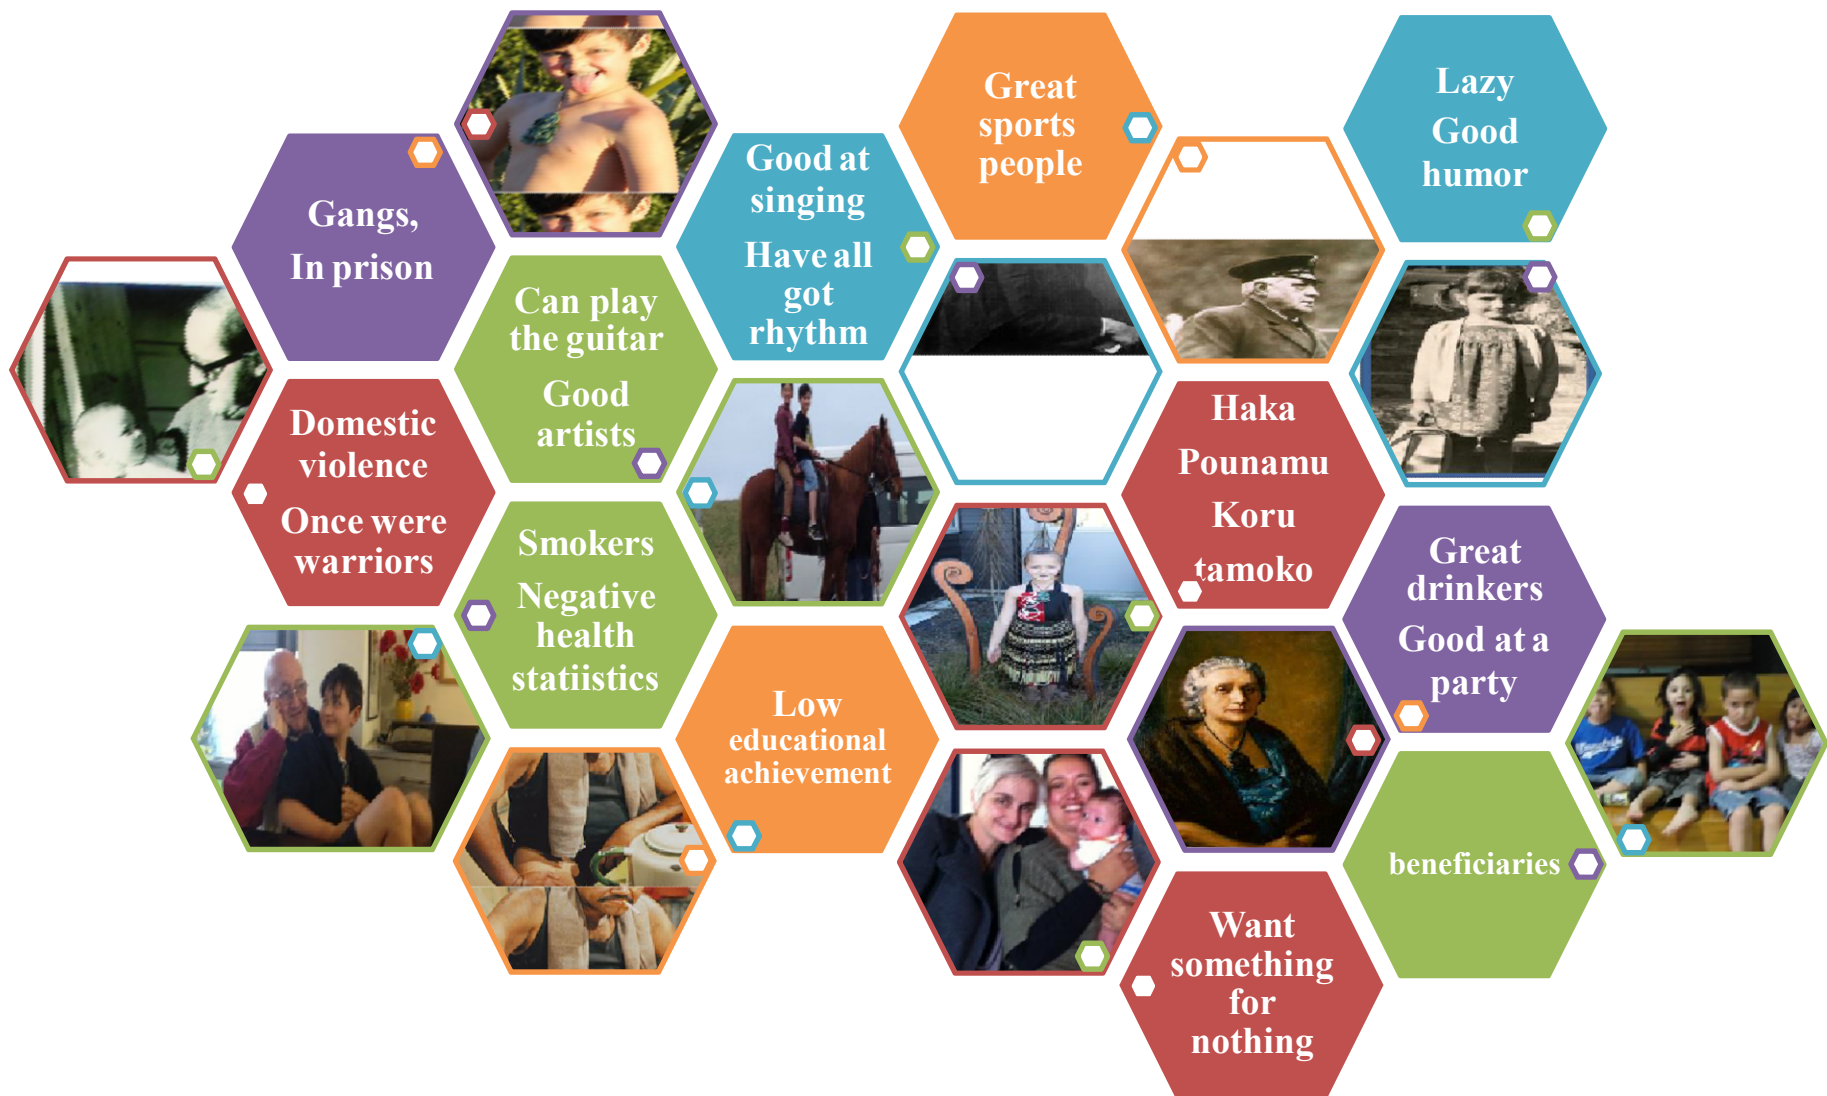 Gangs,
In prison
Domestic
violence
Once were
warriors
Can play
the guitar
Good
artists
Smokers
Negative
health
statiistics
Good at
singing
Have all
got
rhythm
Low
educational
achievement
Great
sports
people
Haka
Pounamu
Koru
tamoko
Want
something
for
nothing
Lazy
Good
humor
Great
drinkers
Good at a
party
beneficiaries